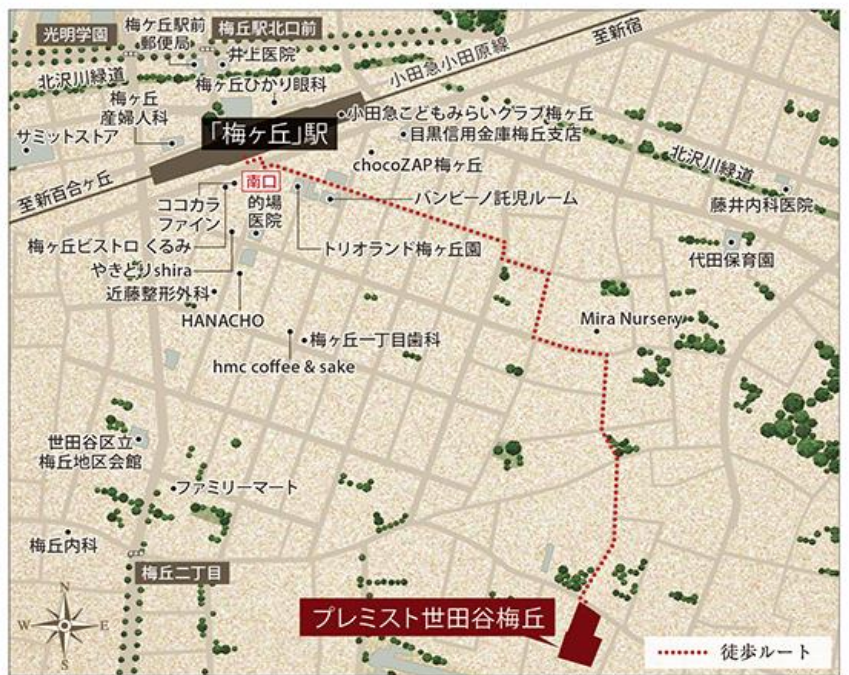 光明学園
梅ケ丘駅前
郵便局
梅丘駅北口前
井上医院
小田急小田原線
至新宿
北沢川緑道
梅ヶ丘ひかり眼科
梅ヶ丘
産婦人科
サミットストア
「梅ヶ丘」駅
小田急こどもみらいクラブ梅ヶ丘
目黒信用金庫梅丘支店
chocoZAP梅ヶ丘
北沢川緑道
至新百合ヶ丘
南口
ココカラ
ファイン
的場
医院
バンビーノ託児ルーム
藤井内科医院
梅ヶ丘ビストロ くるみ
トリオランド梅ヶ丘園
代田保育園
やきとりshira
近藤整形外科
HANACHO
Mira Nursery
梅ヶ丘一丁目歯科
hmc coffee & sake
世田谷区立
梅丘地区会館
ファミリーマート
梅丘内科
梅丘二丁目
N
W
E
S
プレミスト世田谷梅丘
徒歩ルート